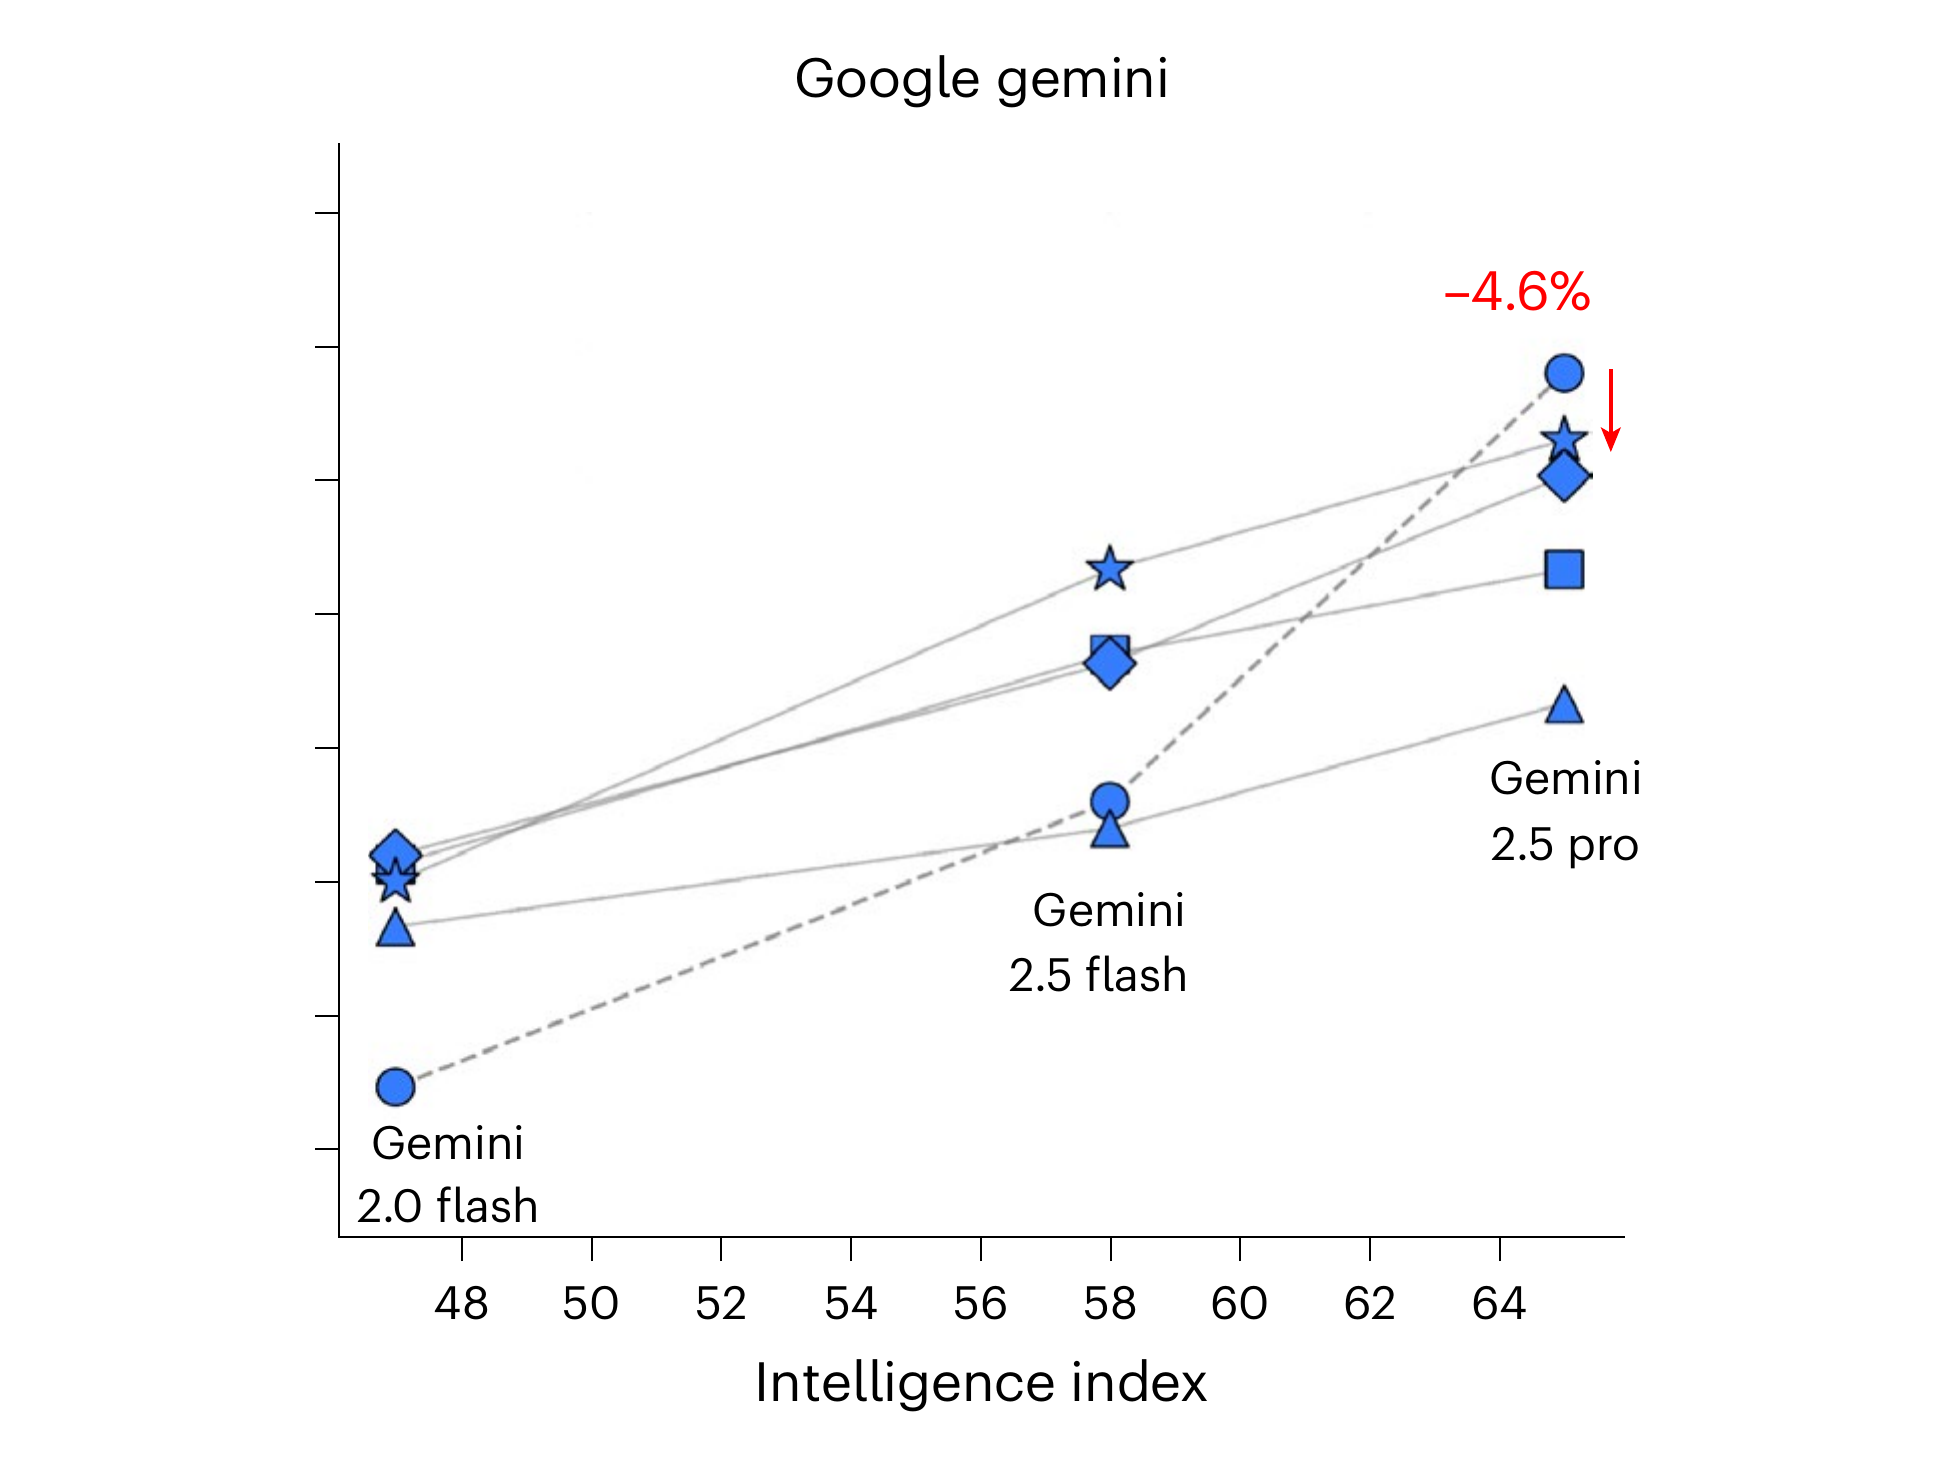 Google gemini
–4.6%
Gemini
2.5 pro
Gemini
2.5 flash
Gemini
2.0 flash
48 50 52 54 56 58 60 62 64
Intelligence index